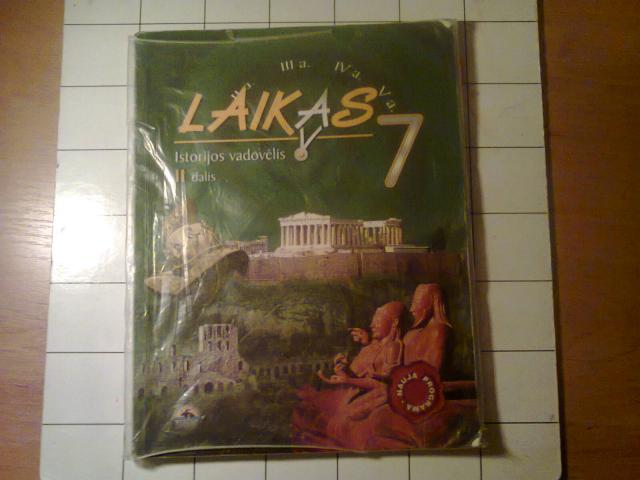 III a. IV a. V a.
LAIKAS
7
Istorijos vadovėlis
II dalis
NAUJA PROGRAMA